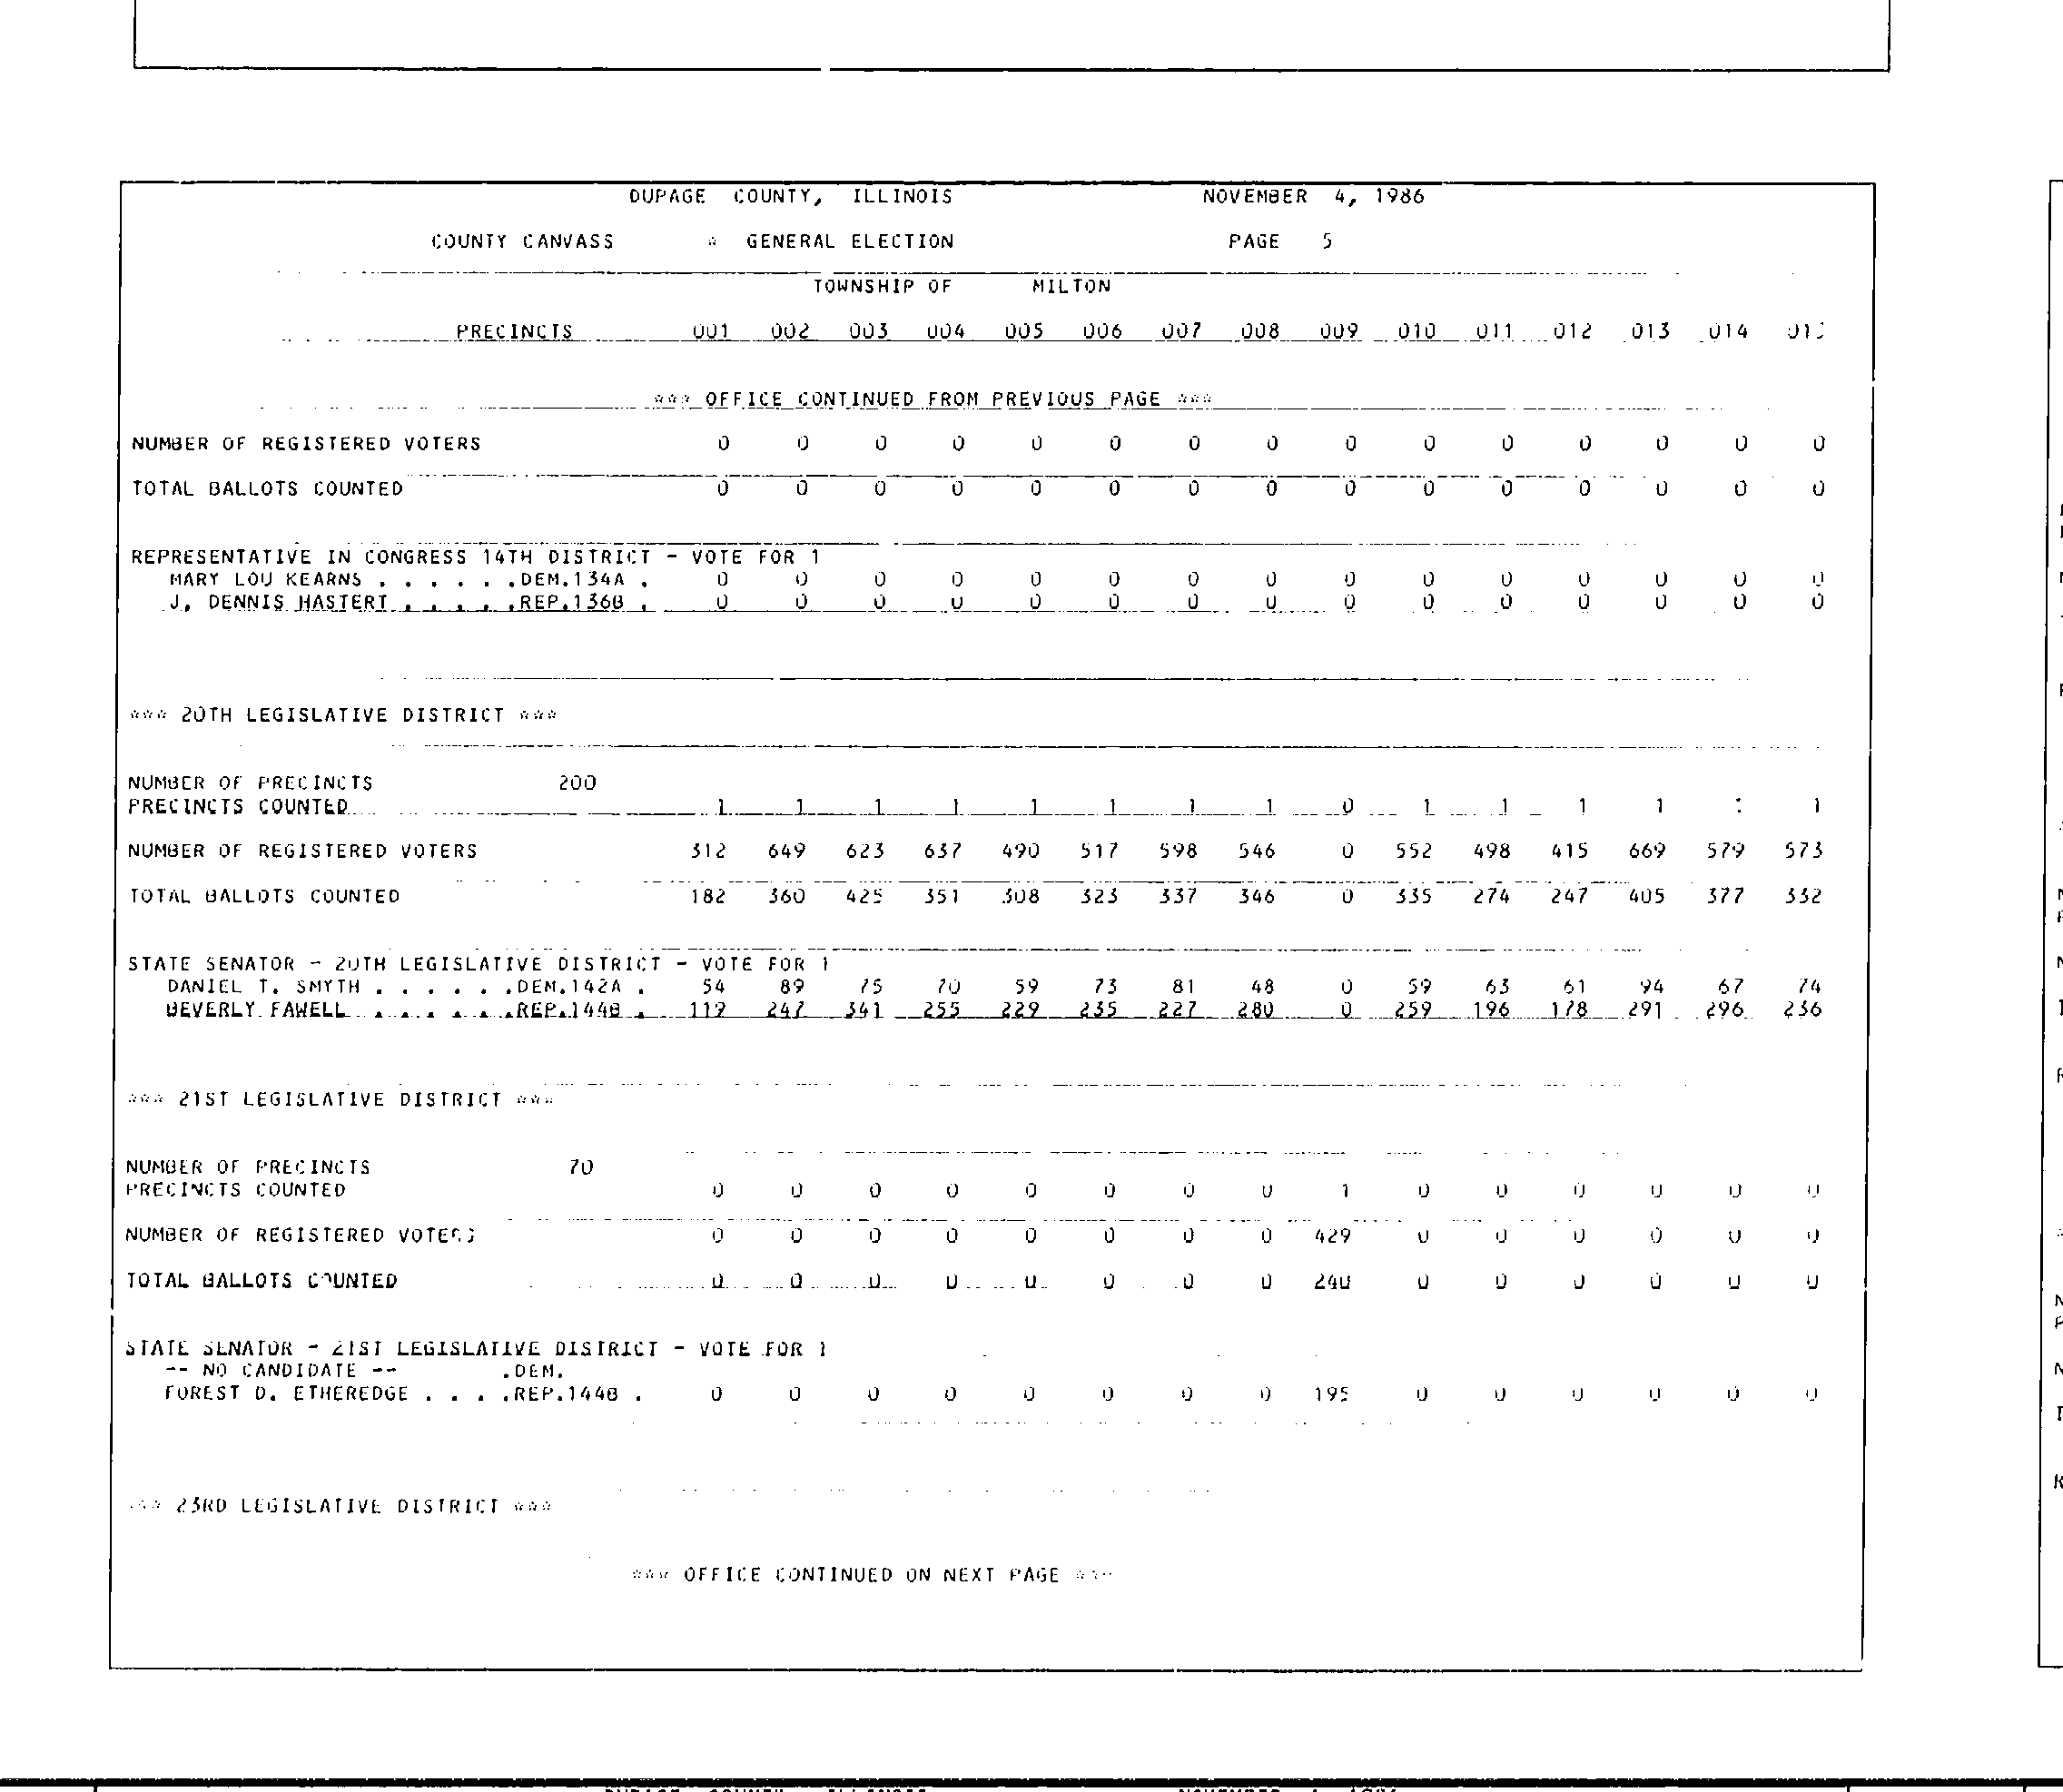 DUPAGE COUNTY, ILLINOIS NOVEMBER 4, 1986
COUNTY CANVASS * GENERAL ELECTION PAGE 5
TOWNSHIP OF MILTON
PRECINCTS 001 002 003 004 005 006 007 008 009 010 011 012 013 014
*** OFFICE CONTINUED FROM PREVIOUS PAGE ***
NUMBER OF REGISTERED VOTERS 0 0 0 0 0 0 0 0 0 0 0 0 0 0 0
TOTAL BALLOTS COUNTED 0 0 0 0 0 0 0 0 0 0 0 0 0 0 0
REPRESENTATIVE IN CONGRESS 14TH DISTRICT - VOTE FOR 1
MARY LOU KEARNS . . . . . .DEM.134A . 0 0 0 0 0 0 0 0 0 0 0 0 0 0 0
J. DENNIS HASTERT . . . . .REP.136B . 0 0 0 0 0 0 0 0 0 0 0 0 0 0 0
*** 20TH LEGISLATIVE DISTRICT ***
NUMBER OF PRECINCTS 200
PRECINCTS COUNTED 1 1 1 1 1 1 1 1 0 1 1 1 1 1 1
NUMBER OF REGISTERED VOTERS 312 649 623 637 490 517 598 546 0 552 498 415 669 579 573
TOTAL BALLOTS COUNTED 182 360 425 351 308 323 337 346 0 335 274 247 405 377 332
STATE SENATOR - 20TH LEGISLATIVE DISTRICT - VOTE FOR 1
DANIEL T. SMYTH . . . . . .DEM.142A . 54 89 75 70 59 73 81 48 0 59 63 61 94 67 74
BEVERLY FAWELL . . . . . .REP.144B . 119 247 341 255 229 235 227 280 0 259 196 178 291 296 236
*** 21ST LEGISLATIVE DISTRICT ***
NUMBER OF PRECINCTS 70
PRECINCTS COUNTED 0 0 0 0 0 0 0 0 1 0 0 0 0 0 0
NUMBER OF REGISTERED VOTERS 0 0 0 0 0 0 0 0 429 0 0 0 0 0 0
TOTAL BALLOTS COUNTED 0 0 0 0 0 0 0 0 240 0 0 0 0 0 0
STATE SENATOR - 21ST LEGISLATIVE DISTRICT - VOTE FOR 1
-- NO CANDIDATE -- .DEM.
FOREST D. ETHEREDGE . . . .REP.144B . 0 0 0 0 0 0 0 0 195 0 0 0 0 0 0
*** 23RD LEGISLATIVE DISTRICT ***
*** OFFICE CONTINUED ON NEXT PAGE ***